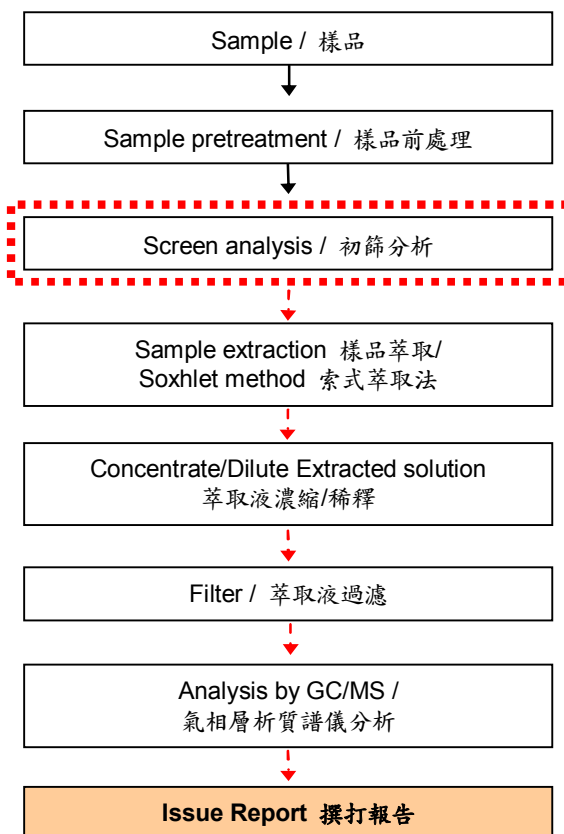 Sample / 樣品
Sample pretreatment / 樣品前處理
Screen analysis / 初篩分析
Sample extraction 樣品萃取/
Soxhlet method 索式萃取法
Concentrate/Dilute Extracted solution
萃取液濃縮/稀釋
Filter / 萃取液過濾
Analysis by GC/MS /
氣相層析質譜儀分析
Issue Report 撰打報告